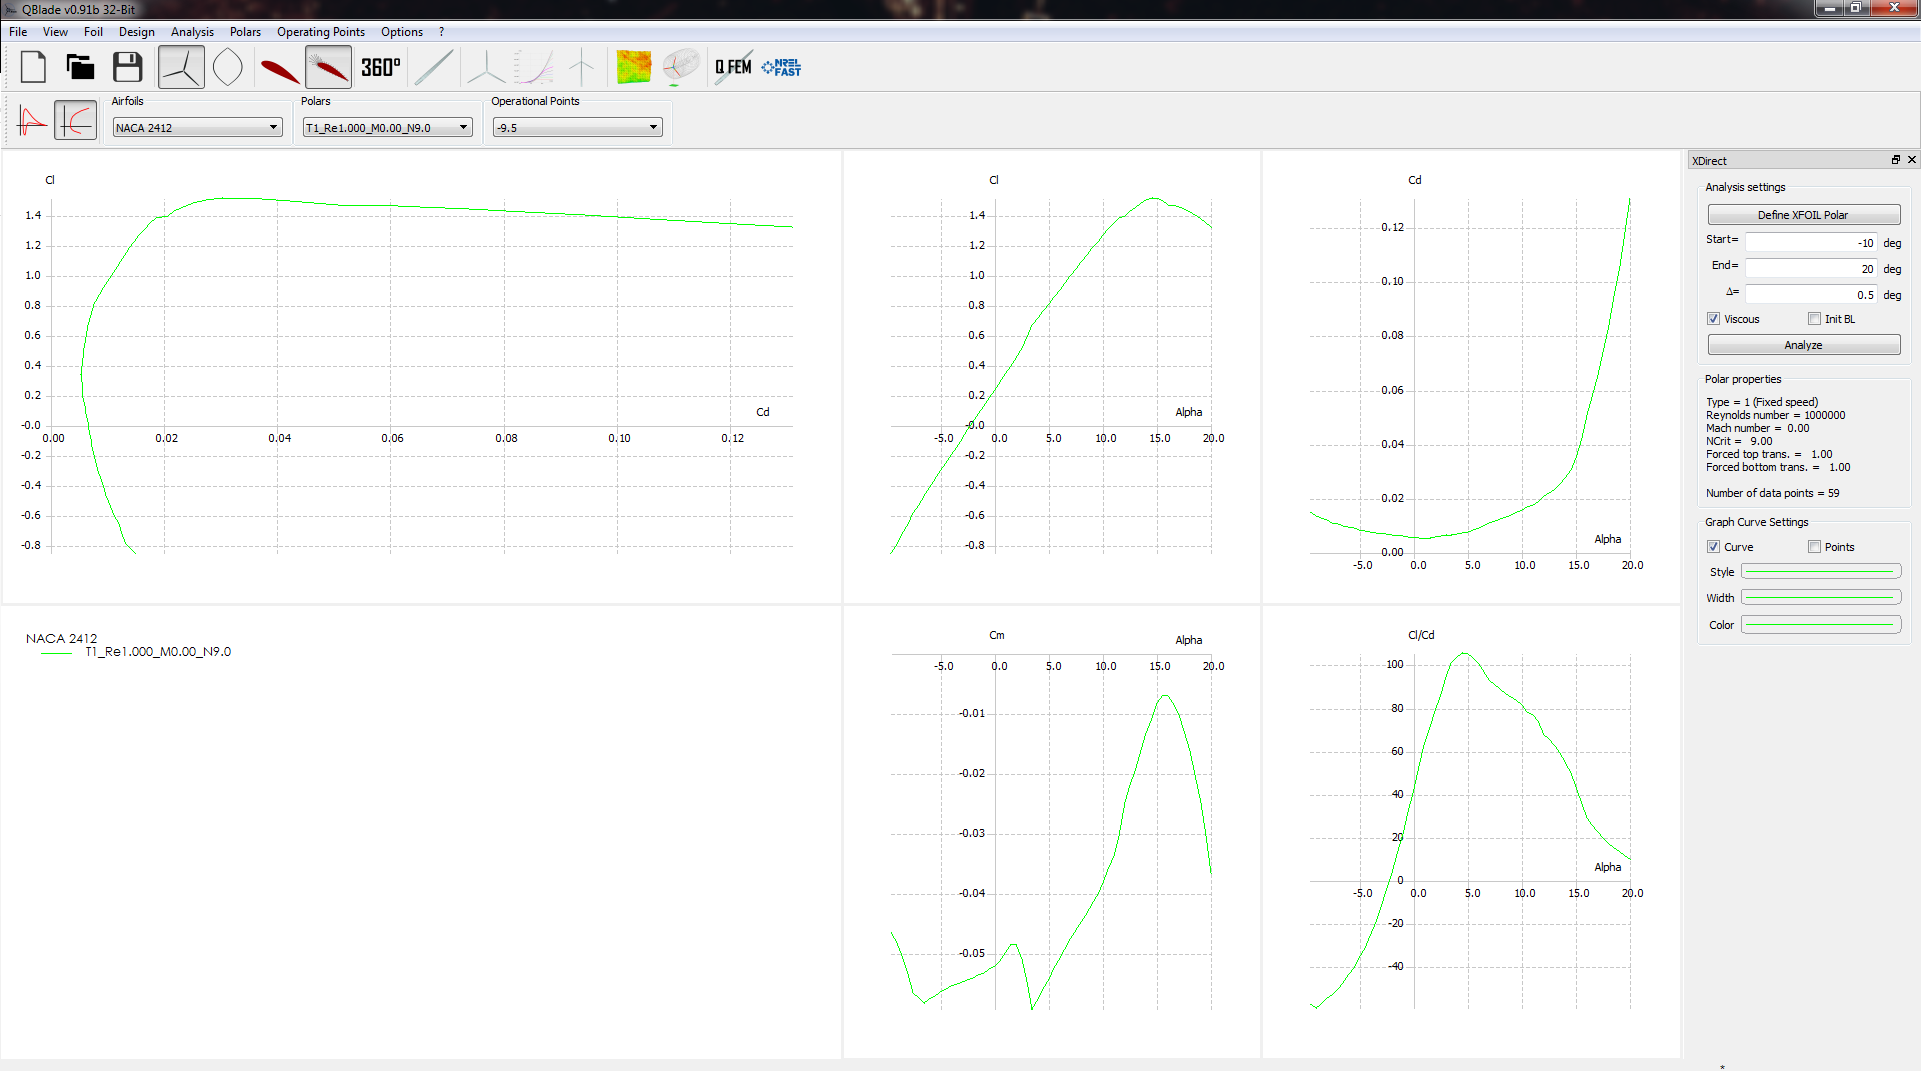 QBlade v0.91b 32-Bit
File View Foil Design Analysis Polars Operating Points Options ?
360° Q FEM NREL FAST
Airfoils Polars Operational Points
NACA 2412 T1_Re1.000_M0.00_N9.0 -9.5
Cl
1.4
1.2
1.0
0.8
0.6
0.4
0.2
Cd
-0.0
0.00 0.02 0.04 0.06 0.08 0.10 0.12
-0.2
-0.4
-0.6
-0.8
Cl
1.4
1.2
1.0
0.8
0.6
0.4
0.2
Alpha
-0.0
-5.0 0.0 5.0 10.0 15.0 20.0
-0.2
-0.4
-0.6
-0.8
Cd
0.12
0.10
0.08
0.06
0.04
0.02
Alpha
0.00
-5.0 0.0 5.0 10.0 15.0 20.0
NACA 2412
T1_Re1.000_M0.00_N9.0
Cm
Alpha
-5.0 0.0 5.0 10.0 15.0 20.0
-0.01
-0.02
-0.03
-0.04
-0.05
Cl/Cd
100
80
60
40
20
Alpha
0
-5.0 0.0 5.0 10.0 15.0 20.0
-20
-40
XDirect
Analysis settings
Define XFOIL Polar
Start= -10 deg
End= 20 deg
Δ= 0.5 deg
Viscous Init BL
Analyze
Polar properties
Type = 1 (Fixed speed)
Reynolds number = 1000000
Mach number = 0.00
NCrit = 9.00
Forced top trans. = 1.00
Forced bottom trans. = 1.00
Number of data points = 59
Graph Curve Settings
Curve Points
Style
Width
Color
*